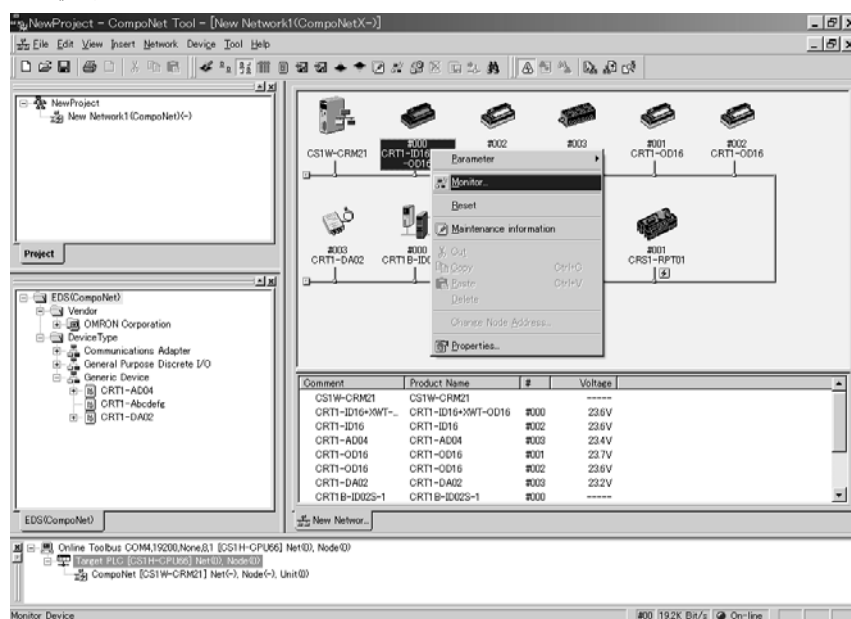 NewProject - CompoNet Tool - [New Network1(CompoNetX-)]
File Edit View Insert Network Device Tool Help
NewProject
New Network1(CompoNet)(-)
Project
EDS(CompoNet)
Vendor
OMRON Corporation
DeviceType
Communications Adapter
General Purpose Discrete I/O
Generic Device
CRT1-AD04
CRT1-Abcdefg
CRT1-DA02
EDS(CompoNet)
CS1W-CRM21
#000
CRT1-ID16
-OD16
#002
#003
#001
CRT1-OD16
#002
CRT1-OD16
#003
CRT1-DA02
#000
CRT1B-ID0
#001
CRS1-RPT01
Parameter
Monitor...
Reset
Maintenance information
Cut
Copy Ctrl+C
Paste Ctrl+V
Delete
Change Node Address...
Properties...
Comment Product Name # Voltage
CS1W-CRM21 CS1W-CRM21 -----
CRT1-ID16+XWT-... CRT1-ID16+XWT-OD16 #000 23.6V
CRT1-ID16 CRT1-ID16 #002 23.6V
CRT1-AD04 CRT1-AD04 #003 23.4V
CRT1-OD16 CRT1-OD16 #001 23.7V
CRT1-OD16 CRT1-OD16 #002 23.6V
CRT1-DA02 CRT1-DA02 #003 23.2V
CRT1B-ID02S-1 CRT1B-ID02S-1 #000 -----
New Networ...
Online Toolbus COM4,19200,None,8,1 [CS1H-CPU66] Net(0), Node(0)
Target PLC [CS1H-CPU66] Net(0), Node(0)
CompoNet [CS1W-CRM21] Net(-), Node(-), Unit(0)
Monitor Device
#00 19.2K Bit/s On-line